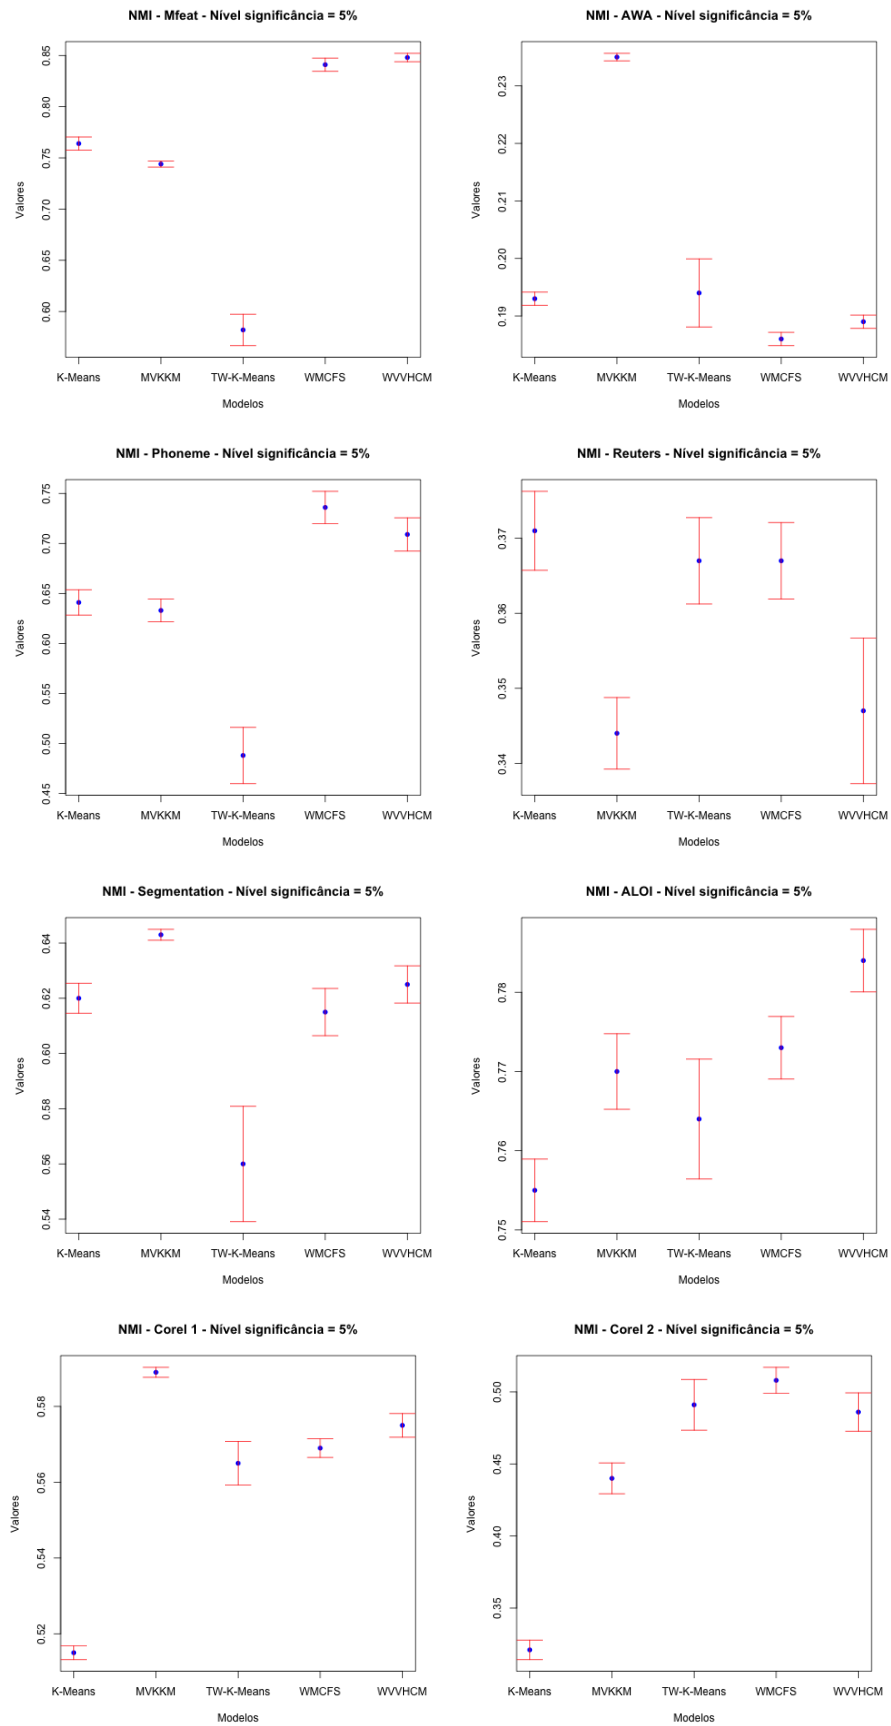 NMI - Mfeat - Nível significância = 5%
Valores
0.85
0.80
0.75
0.70
0.65
0.60
K-Means MVKKM TW-K-Means WMCFS WVVHCM
Modelos
NMI - AWA - Nível significância = 5%
Valores
0.23
0.22
0.21
0.20
0.19
K-Means MVKKM TW-K-Means WMCFS WVVHCM
Modelos
NMI - Phoneme - Nível significância = 5%
Valores
0.75
0.70
0.65
0.60
0.55
0.50
0.45
K-Means MVKKM TW-K-Means WMCFS WVVHCM
Modelos
NMI - Reuters - Nível significância = 5%
Valores
0.37
0.36
0.35
0.34
K-Means MVKKM TW-K-Means WMCFS WVVHCM
Modelos
NMI - Segmentation - Nível significância = 5%
Valores
0.64
0.62
0.60
0.58
0.56
0.54
K-Means MVKKM TW-K-Means WMCFS WVVHCM
Modelos
NMI - ALOI - Nível significância = 5%
Valores
0.78
0.77
0.76
0.75
K-Means MVKKM TW-K-Means WMCFS WVVHCM
Modelos
NMI - Corel 1 - Nível significância = 5%
Valores
0.58
0.56
0.54
0.52
K-Means MVKKM TW-K-Means WMCFS WVVHCM
Modelos
NMI - Corel 2 - Nível significância = 5%
Valores
0.50
0.45
0.40
0.35
K-Means MVKKM TW-K-Means WMCFS WVVHCM
Modelos